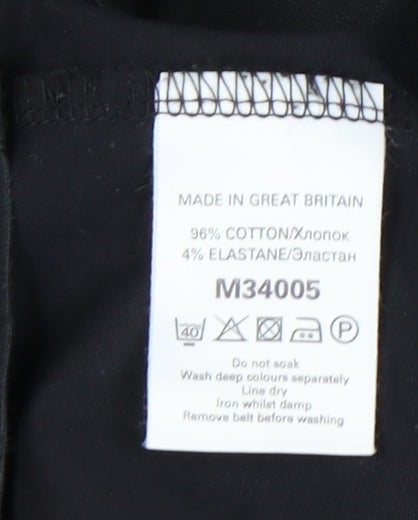 MADE IN GREAT BRITAIN
96% COTTON/Хлопок
4% ELASTANE/Эластан
M34005
40 P
Do not soak
Wash deep colours separately
Line dry
Iron whilst damp
Remove belt before washing